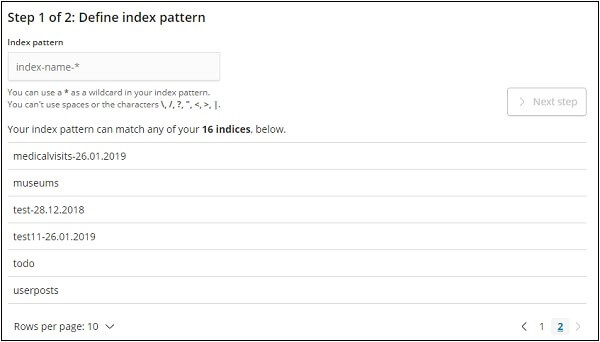 Step 1 of 2: Define index pattern
Index pattern
index-name-*
You can use a * as a wildcard in your index pattern.
You can't use spaces or the characters \, /, ?, ", <, >, |.
Next step
Your index pattern can match any of your 16 indices, below.
medicalvisits-26.01.2019
museums
test-28.12.2018
test11-26.01.2019
todo
userposts
Rows per page: 10
1 2